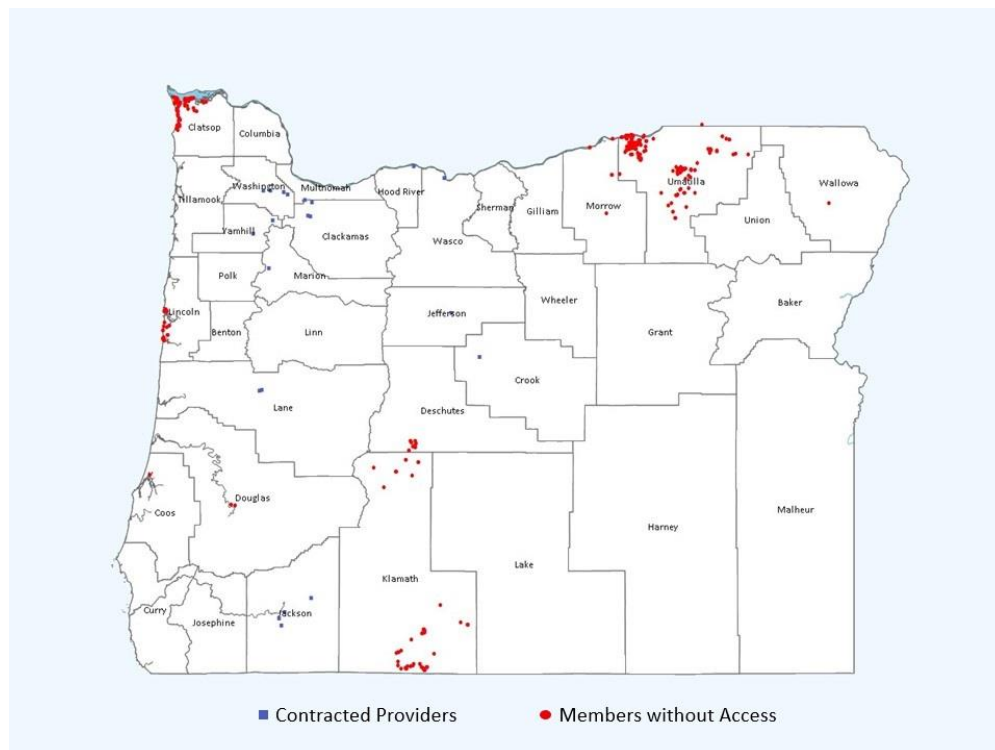 Clatsop
Columbia
Washington
Multnomah
Hood River
Tillamook
Sherman
Gilliam
Morrow
Umatilla
Wallowa
Union
Yamhill
Clackamas
Wasco
Polk
Marion
Wheeler
Baker
Lincoln
Jefferson
Benton
Linn
Grant
Crook
Lane
Deschutes
Douglas
Coos
Malheur
Harney
Lake
Klamath
Curry
Josephine
Jackson
Contracted Providers
Members without Access